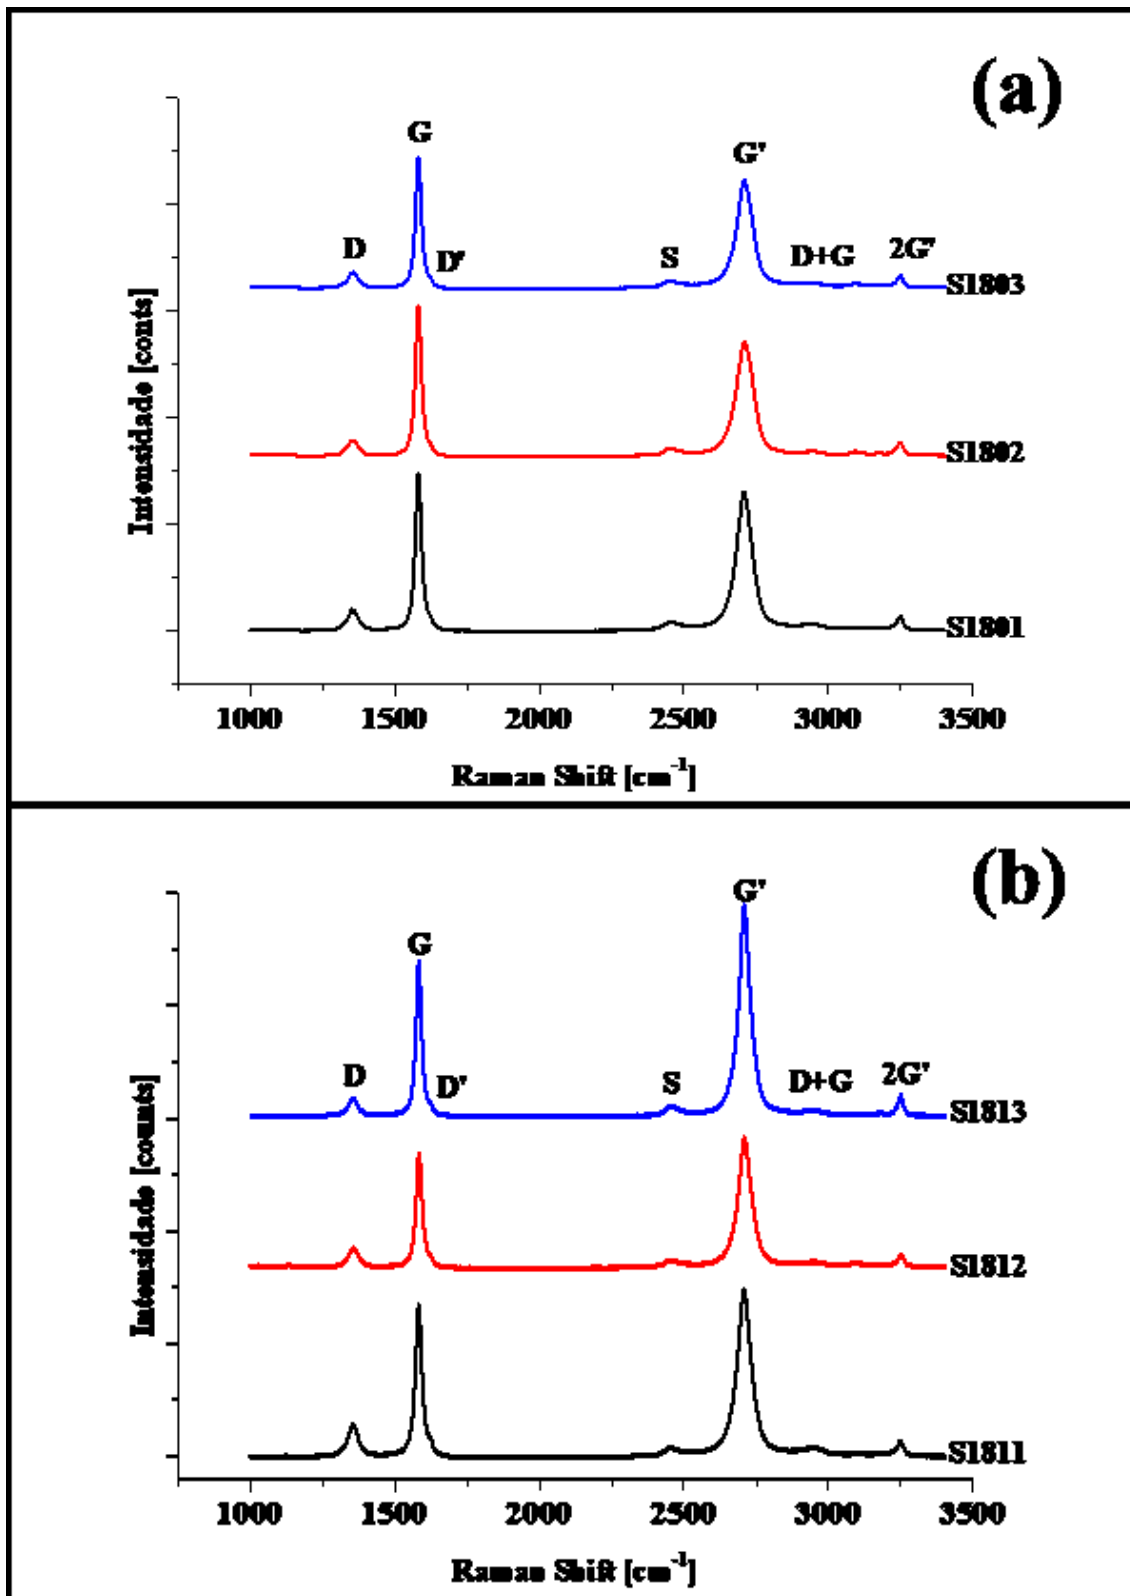 (a)
G
G'
D
D'
S
D+G
2G'
S1803
S1802
S1801
Intensidade [conts]
1000 1500 2000 2500 3000 3500
Raman Shift [cm-1]
(b)
G'
G
D
D'
S
D+G
2G'
S1813
S1812
S1811
Intensidade [counts]
1000 1500 2000 2500 3000 3500
Raman Shift [cm-1]